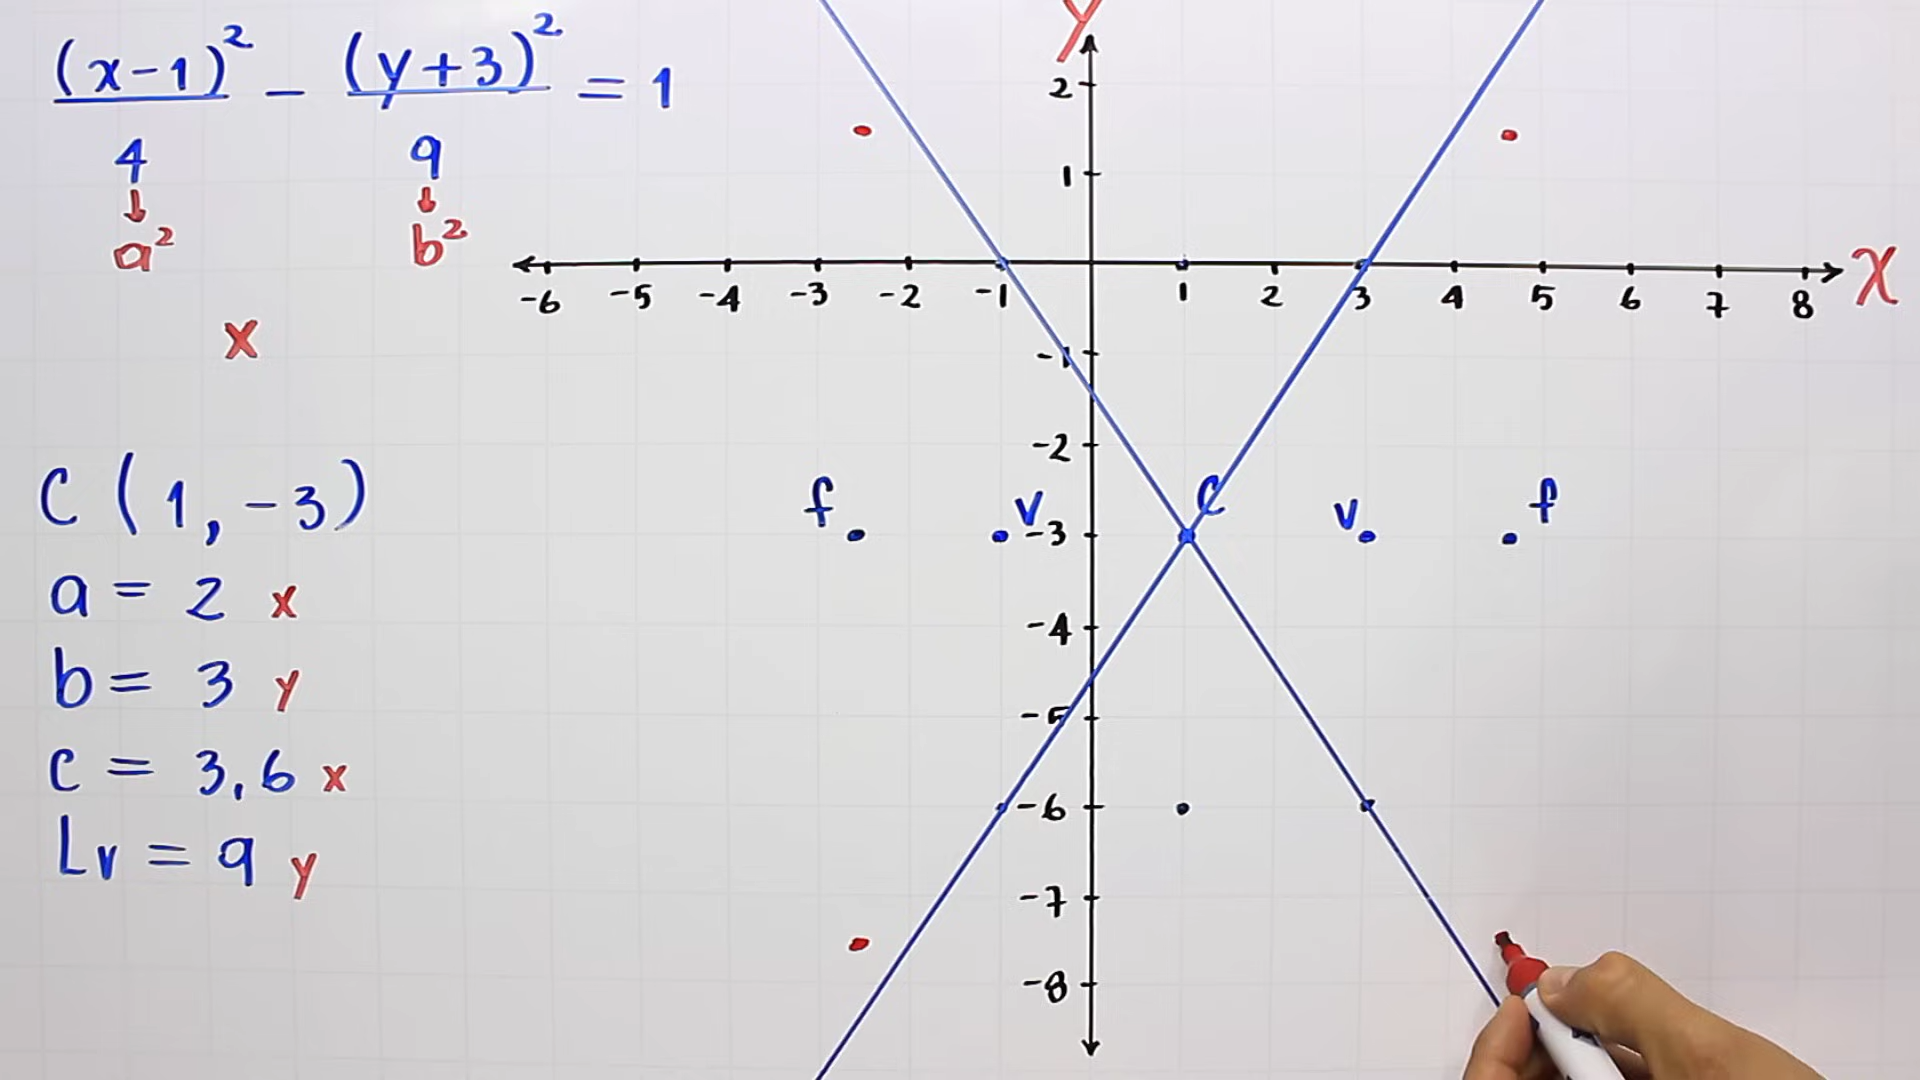 (x-1)² - (y+3)² = 1
4 9
a² b²
x
C (1, -3)
a = 2 x
b = 3 y
c = 3,6 x
Lv = 9 y
y
2
1
-6 -5 -4 -3 -2 -1 1 2 3 4 5 6 7 8 x
-1
-2
f v -3 C v f
-4
-5
-6
-7
-8